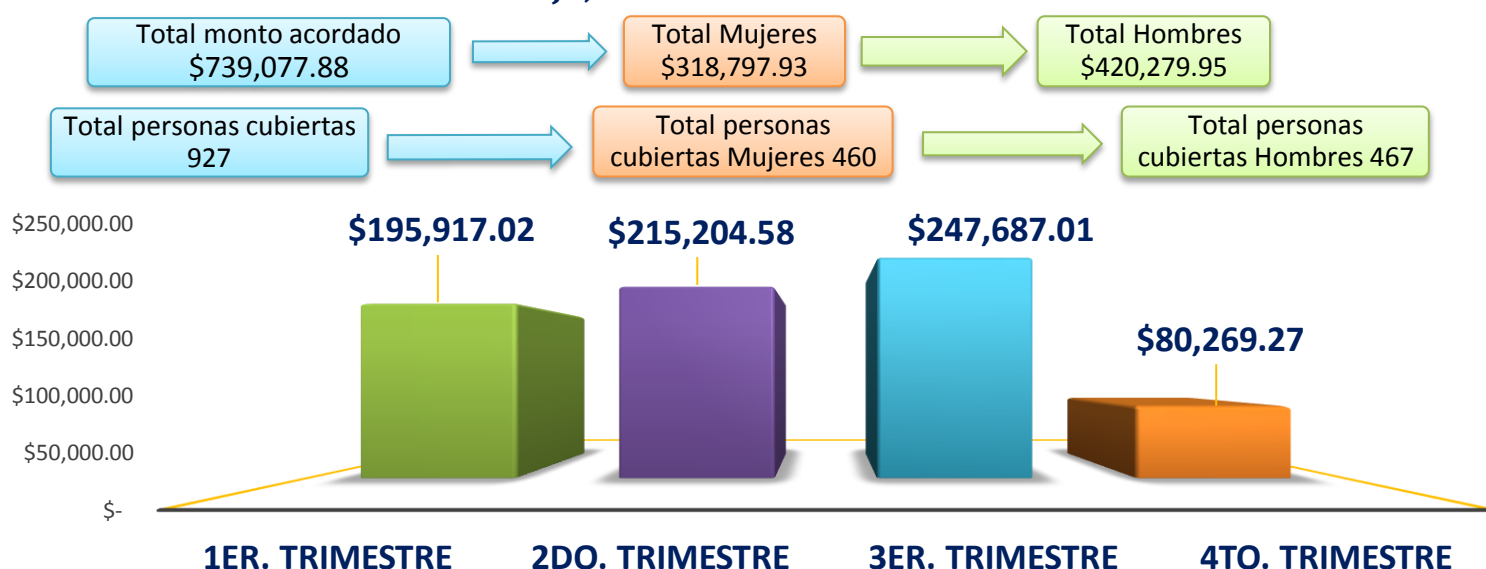 Total monto acordado
$739,077.88
Total Mujeres
$318,797.93
Total Hombres
$420,279.95
Total personas cubiertas
927
Total personas
cubiertas Mujeres 460
Total personas
cubiertas Hombres 467
$250,000.00
$200,000.00
$150,000.00
$100,000.00
$50,000.00
$-
$195,917.02
$215,204.58
$247,687.01
$80,269.27
1ER. TRIMESTRE
2DO. TRIMESTRE
3ER. TRIMESTRE
4TO. TRIMESTRE